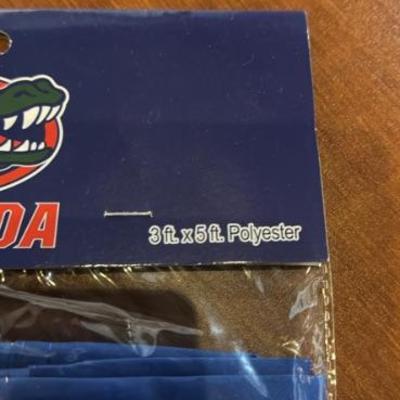 DA
3 ft. x 5 ft. Polyester